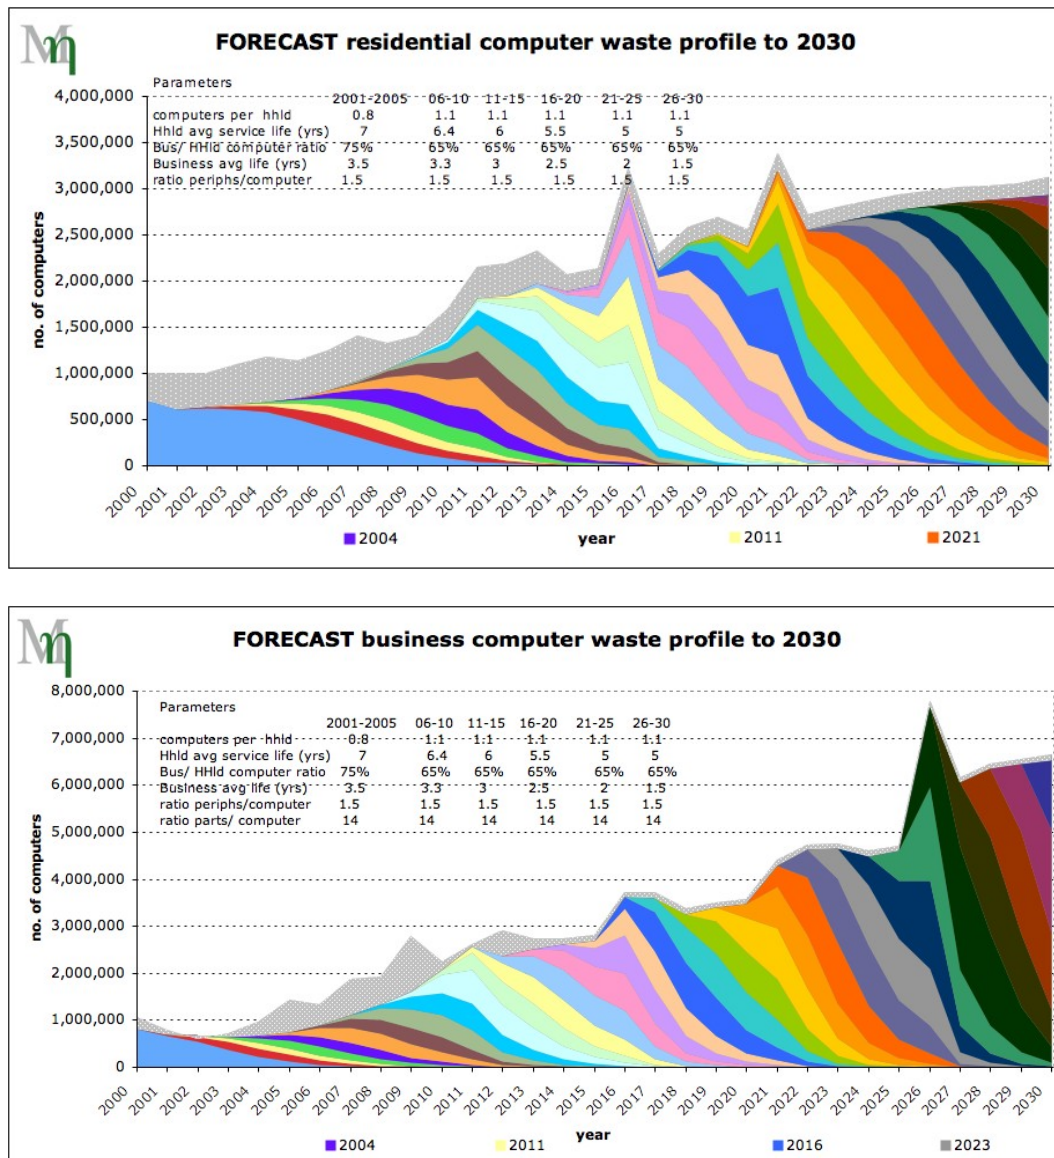 Mη
FORECAST residential computer waste profile to 2030
Parameters
2001-2005 06-10 11-15 16-20 21-25 26-30
computers per hhld 0.8 1.1 1.1 1.1 1.1 1.1
Hhld avg service life (yrs) 7 6.4 6 5.5 5 5
Bus/ HHld computer ratio 75% 65% 65% 65% 65% 65%
Business avg life (yrs) 3.5 3.3 3 2.5 2 1.5
ratio periphs/computer 1.5 1.5 1.5 1.5 1.5 1.5
no. of computers
4,000,000
3,500,000
3,000,000
2,500,000
2,000,000
1,500,000
1,000,000
500,000
0
2000 2001 2002 2003 2004 2005 2006 2007 2008 2009 2010 2011 2012 2013 2014 2015 2016 2017 2018 2019 2020 2021 2022 2023 2024 2025 2026 2027 2028 2029 2030
year
2004 2011 2021
Mη
FORECAST business computer waste profile to 2030
Parameters
2001-2005 06-10 11-15 16-20 21-25 26-30
computers per hhld 0.8 1.1 1.1 1.1 1.1 1.1
Hhld avg service life (yrs) 7 6.4 6 5.5 5 5
Bus/ HHld computer ratio 75% 65% 65% 65% 65% 65%
Business avg life (yrs) 3.5 3.3 3 2.5 2 1.5
ratio periphs/computer 1.5 1.5 1.5 1.5 1.5 1.5
ratio parts/ computer 14 14 14 14 14 14
no. of computers
8,000,000
7,000,000
6,000,000
5,000,000
4,000,000
3,000,000
2,000,000
1,000,000
0
2000 2001 2002 2003 2004 2005 2006 2007 2008 2009 2010 2011 2012 2013 2014 2015 2016 2017 2018 2019 2020 2021 2022 2023 2024 2025 2026 2027 2028 2029 2030
year
2004 2011 2016 2023